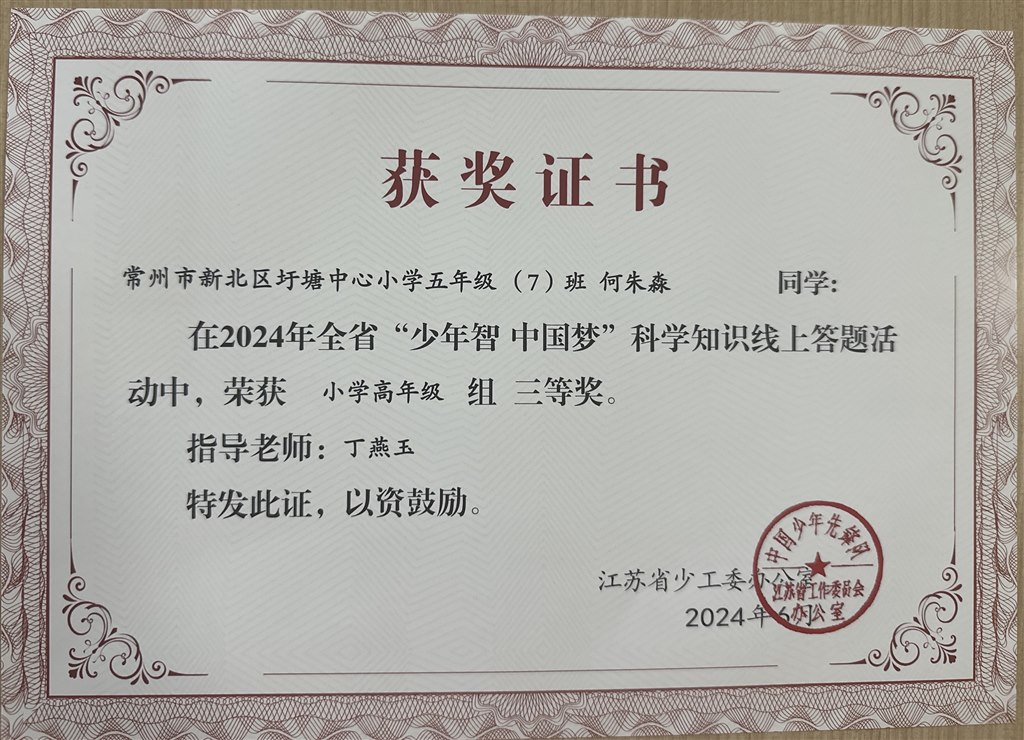 获奖证书
常州市新北区圩塘中心小学五年级（7）班 何朱淼 同学：
在2024年全省“少年智 中国梦”科学知识线上答题活
动中，荣获 小学高年级 组 三等奖。
指导老师：丁燕玉
特发此证，以资鼓励。
江苏省少工委办公室
2024年6月
中国少年先锋队
江苏省工作委员会
办公室